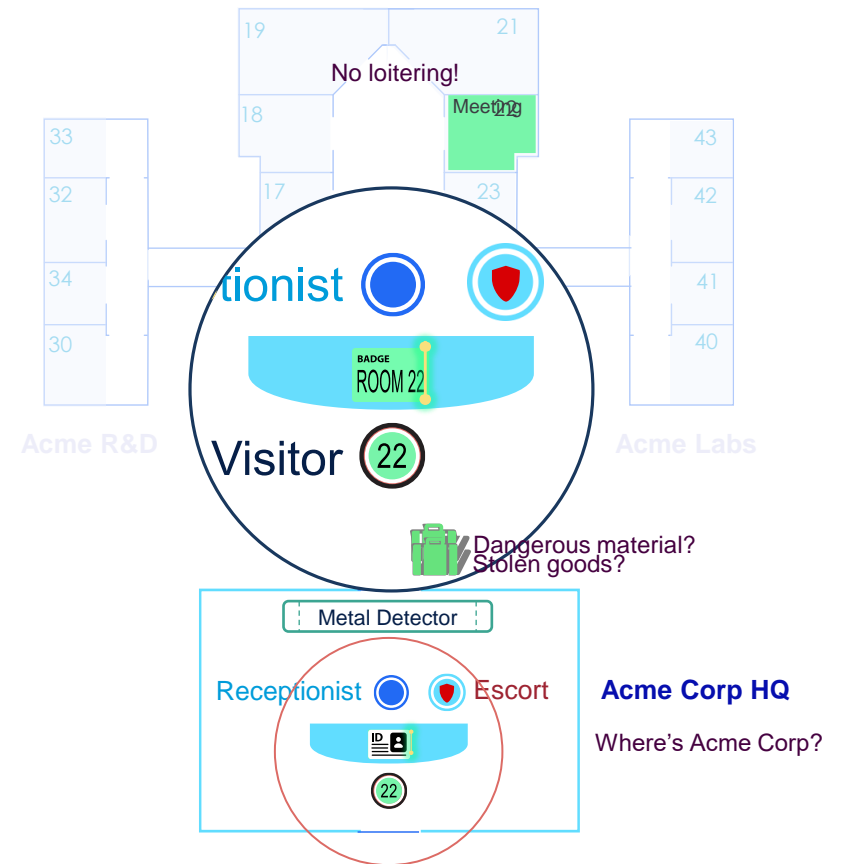 19
21
No loitering!
Meeting
22
18
33
43
32
17
23
42
tionist
34
41
BADGE
ROOM 22
30
40
Acme R&D
Visitor
22
Acme Labs
Dangerous material?
Stolen goods?
Metal Detector
Receptionist
Escort
Acme Corp HQ
ID
Where's Acme Corp?
22